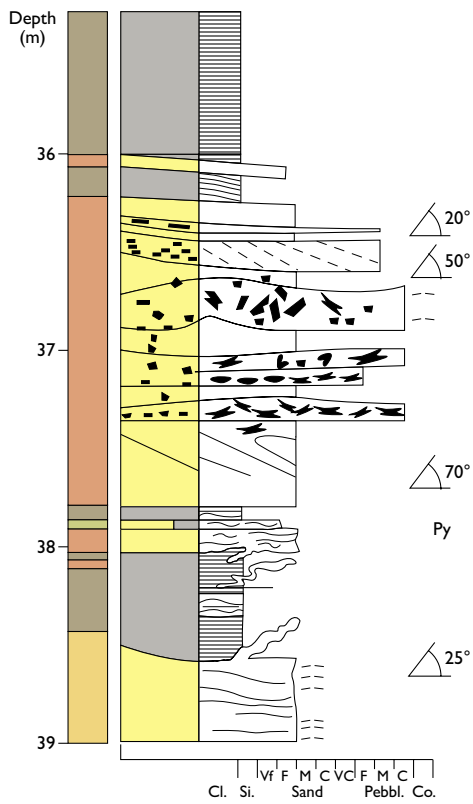 Depth
(m)
36
20°
50°
37
70°
Py
38
25°
39
Vf F M C VC F M C
Cl. Si. Sand Pebbl. Co.